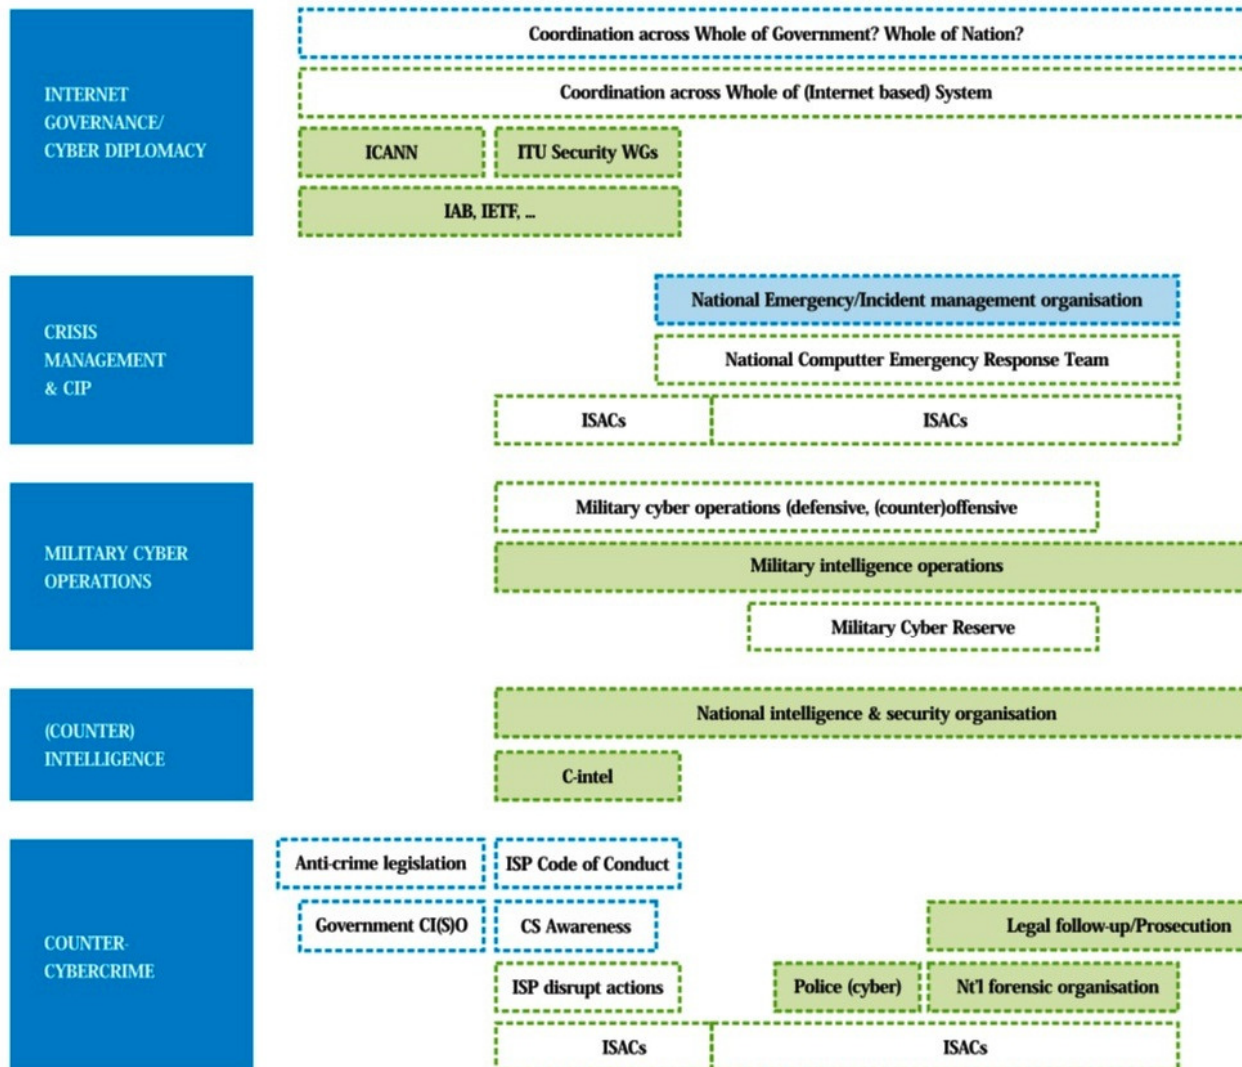 INTERNET
GOVERNANCE/
CYBER DIPLOMACY
Coordination across Whole of Government? Whole of Nation?
Coordination across Whole of (Internet based) System
ICANN
ITU Security WGs
IAB, IETF, ...
CRISIS
MANAGEMENT
& CIP
National Emergency/Incident management organisation
National Computter Emergency Response Team
ISACs
ISACs
MILITARY CYBER
OPERATIONS
Military cyber operations (defensive, (counter)offensive
Military intelligence operations
Military Cyber Reserve
(COUNTER)
INTELLIGENCE
National intelligence & security organisation
C-intel
COUNTER-
CYBERCRIME
Anti-crime legislation
ISP Code of Conduct
Government CI(S)O
CS Awareness
Legal follow-up/Prosecution
ISP disrupt actions
Police (cyber)
Nt'l forensic organisation
ISACs
ISACs